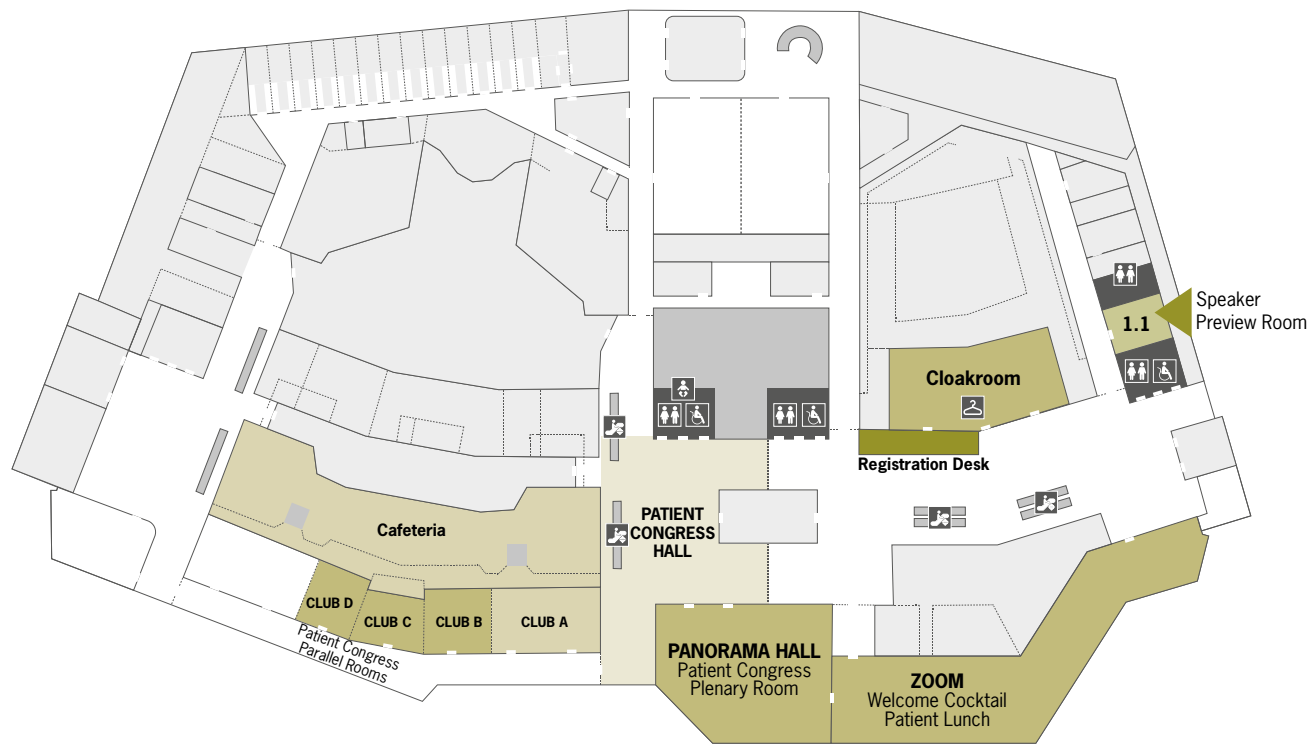 Speaker
Preview Room
1.1
Cloakroom
Registration Desk
PATIENT
CONGRESS
HALL
Cafeteria
CLUB D
CLUB C
CLUB B
CLUB A
Patient Congress
Parallel Rooms
PANORAMA HALL
Patient Congress
Plenary Room
ZOOM
Welcome Cocktail
Patient Lunch